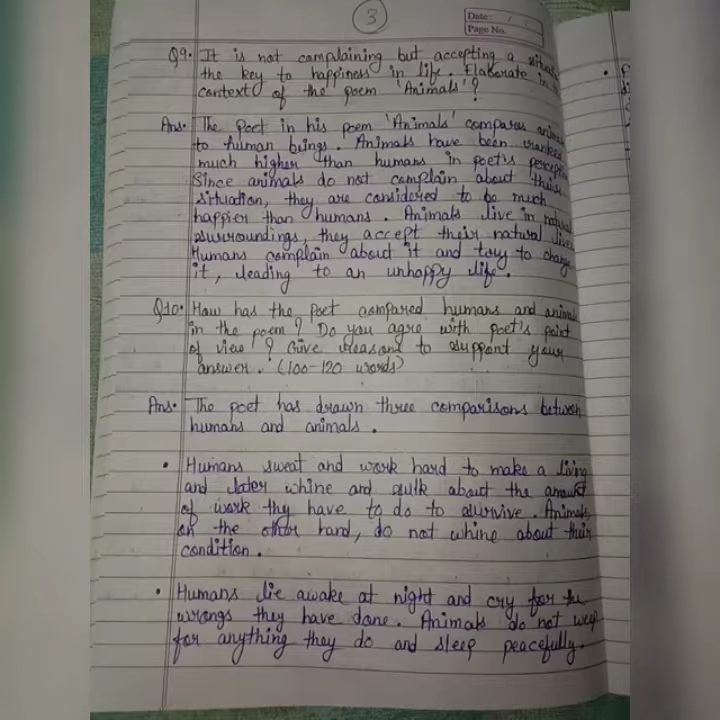 3
Date: / /
Page No.
Q9. It is not complaining but accepting a
the key to happiness in life. Elaborate in
context of the poem 'Animals'?
Ans. The Poet in his poem 'Animals' compares
to human beings. Animals have been
much higher than humans in poet's
Since animals do not complain about their
situation, they are considered to be much
happier than humans. Animals live in
surroundings, they accept their natural
Humans complain about it and try to change
it, leading to an unhappy life.
Q10. How has the Poet compared humans and
in the poem? Do you agree with poet's point
of view? Give reasons to support your
answer. (100-120 words)
Ans. The poet has drawn three comparisons between
humans and animals.
• Humans sweat and work hard to make a living
and later whine and sulk about the amount
of work thy have to do to survive. Animals
on the other hand, do not whine about their
condition.
• Humans lie awake at night and cry for the
wrongs they have done. Animals do not weep
for anything they do and sleep peacefully.